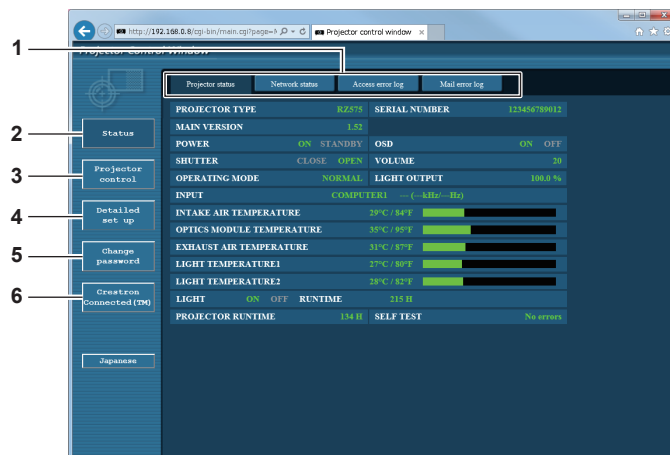 http://192.168.0.8/cgi-bin/main.cgi?page=
Projector control window
Projector Control Window
1
Projector status
Network status
Access error log
Mail error log
PROJECTOR TYPE RZ575 SERIAL NUMBER 123456789012
MAIN VERSION 1.52
2
Status
POWER ON STANDBY OSD ON OFF
SHUTTER CLOSE OPEN VOLUME 20
3
Projector
control
OPERATING MODE NORMAL LIGHT OUTPUT 100.0 %
INPUT COMPUTER1 ---- (---kHz/---Hz)
4
Detailed
set up
INTAKE AIR TEMPERATURE 29°C / 84°F
OPTICS MODULE TEMPERATURE 35°C / 95°F
5
Change
password
EXHAUST AIR TEMPERATURE 31°C / 87°F
LIGHT TEMPERATURE1 27°C / 80°F
LIGHT TEMPERATURE2 28°C / 82°F
6
Crestron
Connected(TM)
LIGHT ON OFF RUNTIME 215 H
PROJECTOR RUNTIME 134 H SELF TEST No errors
Japanese